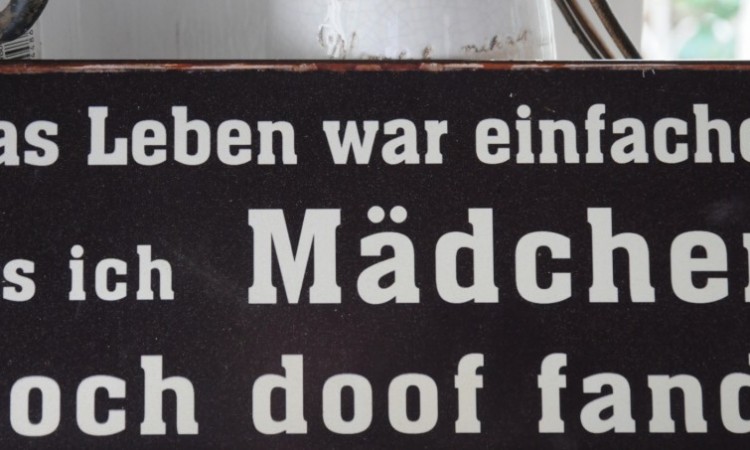 as Leben war einfache
s ich Mädchen
och doof fand